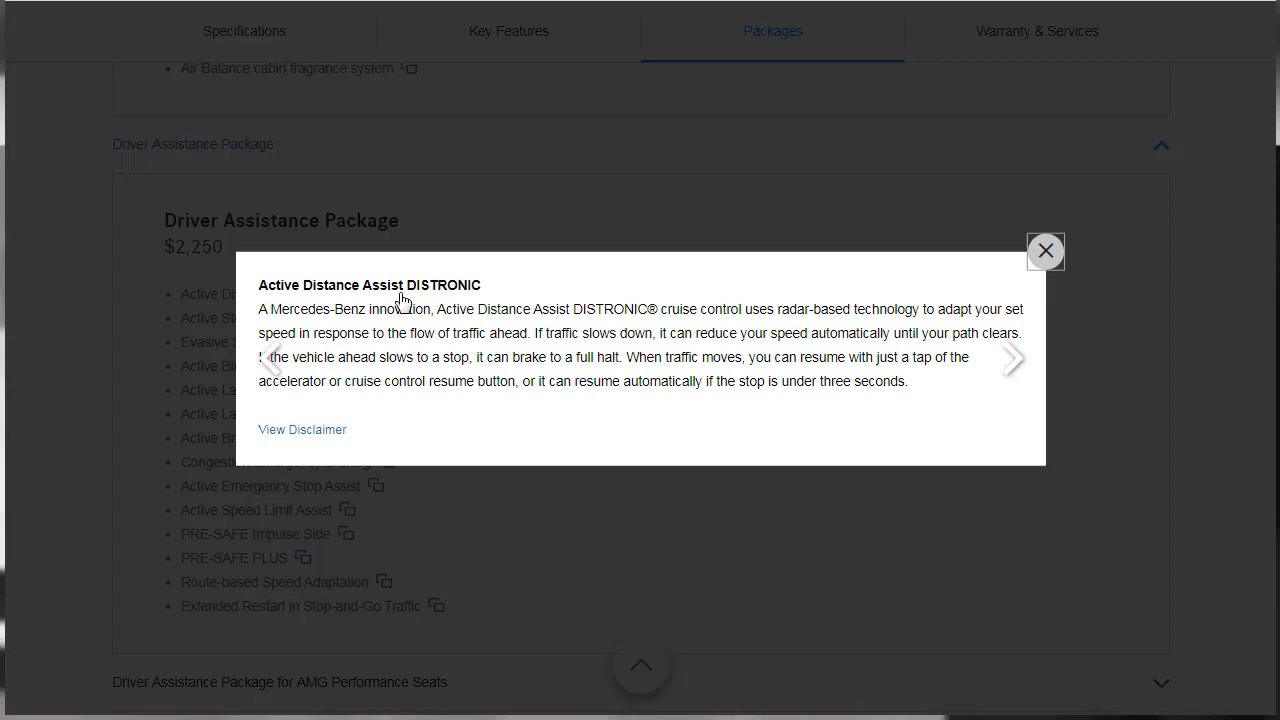 Specifications
Key Features
Packages
Warranty & Services
Air Balance cabin fragrance system
Driver Assistance Package
Driver Assistance Package
$2,250
Active Distance Assist DISTRONIC
A Mercedes-Benz innovation, Active Distance Assist DISTRONIC® cruise control uses radar-based technology to adapt your set
speed in response to the flow of traffic ahead. If traffic slows down, it can reduce your speed automatically until your path clears.
the vehicle ahead slows to a stop, it can brake to a full halt. When traffic moves, you can resume with just a tap of the
accelerator or cruise control resume button, or it can resume automatically if the stop is under three seconds.
View Disclaimer
Active
Active
Evasive
Active
Active
Active
Active
Active Emergency Stop Assist
Active Speed Limit Assist
PRE-SAFE Impulse Side
PRE-SAFE PLUS
Route-based Speed Adaptation
Extended Restart in Stop-and-Go Traffic
Driver Assistance Package for AMG Performance Seats